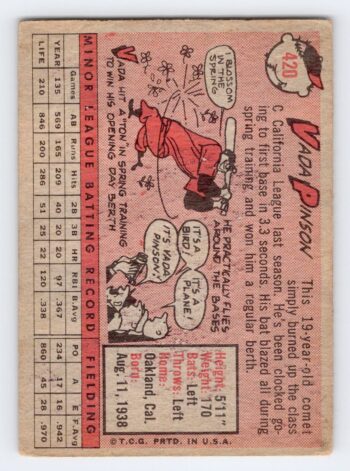 420
VADA PINSON
This 19-year-old comet
simply burned up the class
C California League last season. He's been clocked go-
ing to first base in 3.3 seconds. His bat blazed all during
spring training and won him a regular berth.
I BLOSSOM
IN THE
SPRING
VADA HIT A "TON" IN SPRING TRAINING
TO WIN HIS OPENING DAY BERTH
HE PRACTICALLY FLIES
AROUND THE BASES
IT'S A
BIRD!
IT'S A
PLANE!
IT'S VADA
PINSON!
Height: 5'11"
Weight: 170
Bats: Left
Throws: Left
Home:
Oakland, Cal.
Born:
Aug. 11, 1938
MINOR LEAGUE BATTING RECORD FIELDING
Games AB Runs Hits 2B 3B HR RBI B.Avg PO A E F.Avg
YEAR 135 569 165 209 40 20 20 97 .367 234 17 16 .942
LIFE 210 846 200 286 51 22 20 120 .338 860 45 28 .970
© T.C.G. PRTD. IN U.S.A.